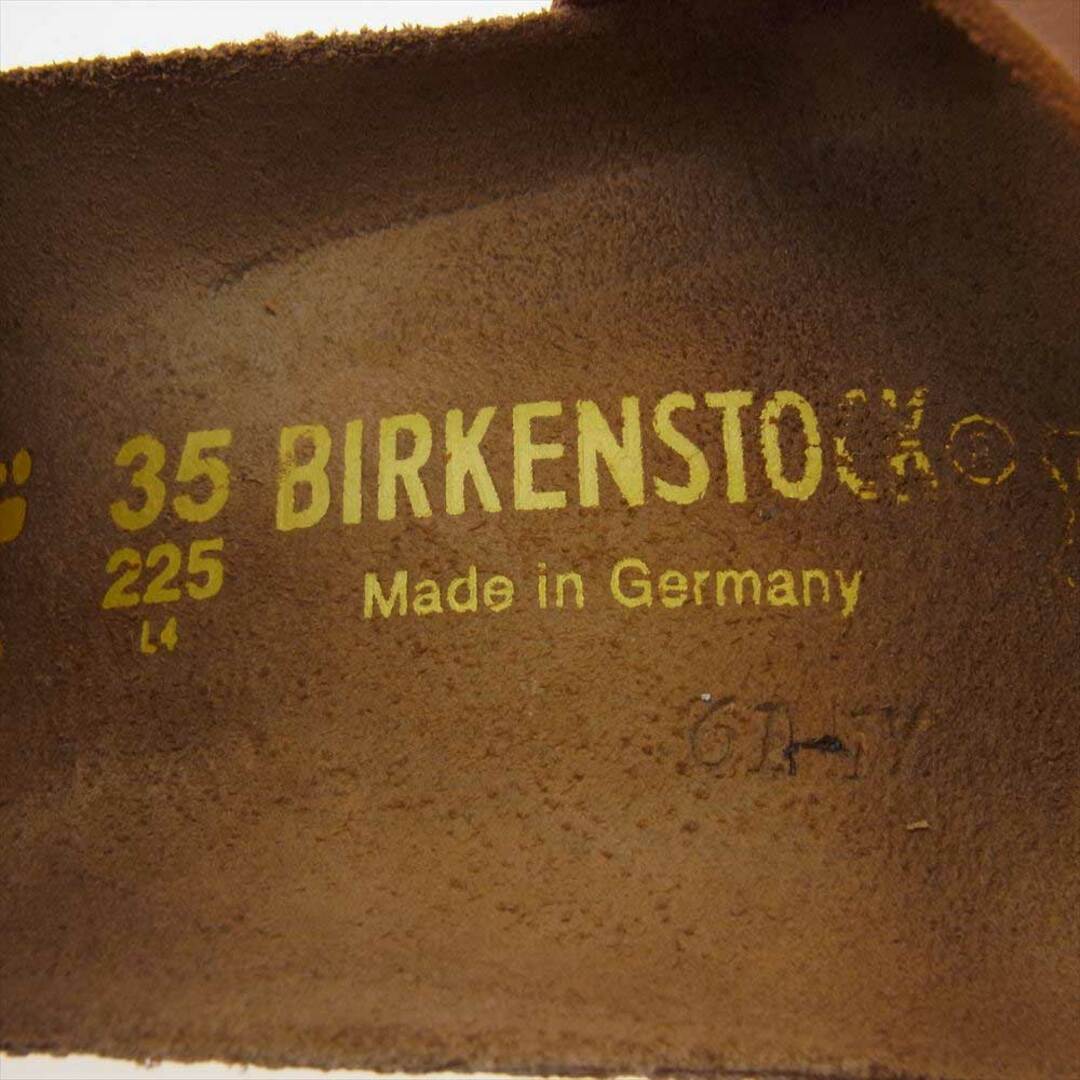 35 BIRKENSTOCK®
225
Made in Germany
L4